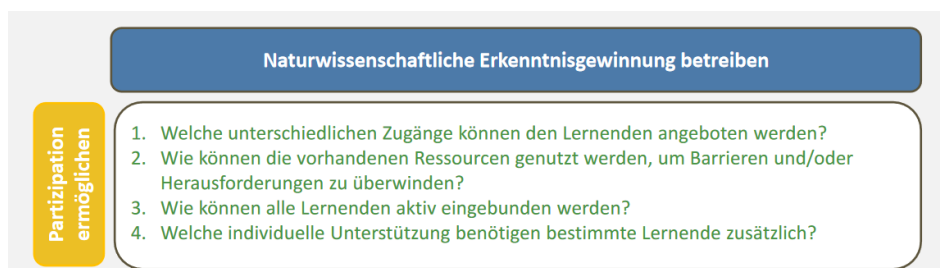 Naturwissenschaftliche Erkenntnisgewinnung betreiben
Partizipation
ermöglichen
1. Welche unterschiedlichen Zugänge können den Lernenden angeboten werden?
2. Wie können die vorhandenen Ressourcen genutzt werden, um Barrieren und/oder
Herausforderungen zu überwinden?
3. Wie können alle Lernenden aktiv eingebunden werden?
4. Welche individuelle Unterstützung benötigen bestimmte Lernende zusätzlich?